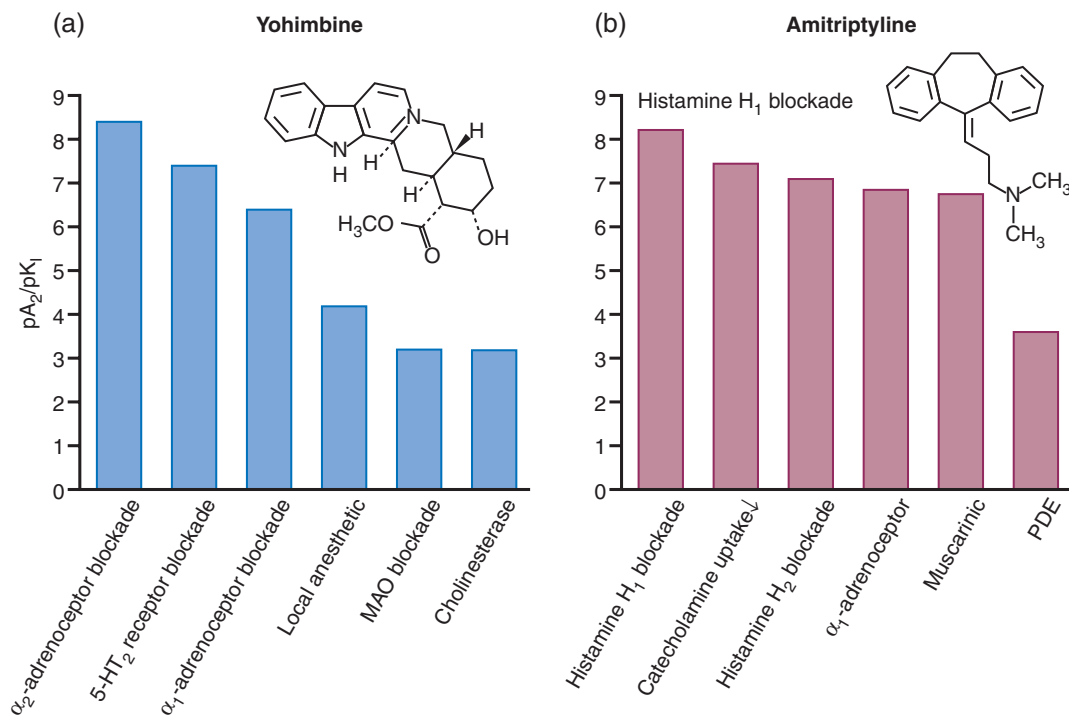 (a) Yohimbine
pA₂/pK_I
9
8
7
6
5
4
3
2
1
0
N
N
H
H
H
H
H₃CO
O
OH
α₂-adrenoceptor blockade
5-HT₂ receptor blockade
α₁-adrenoceptor blockade
Local anesthetic
MAO blockade
Cholinesterase
(b) Amitriptyline
Histamine H₁ blockade
9
8
7
6
5
4
3
2
1
0
N
CH₃
CH₃
Histamine H₁ blockade
Catecholamine uptake↓
Histamine H₂ blockade
α₁-adrenoceptor
Muscarinic
PDE